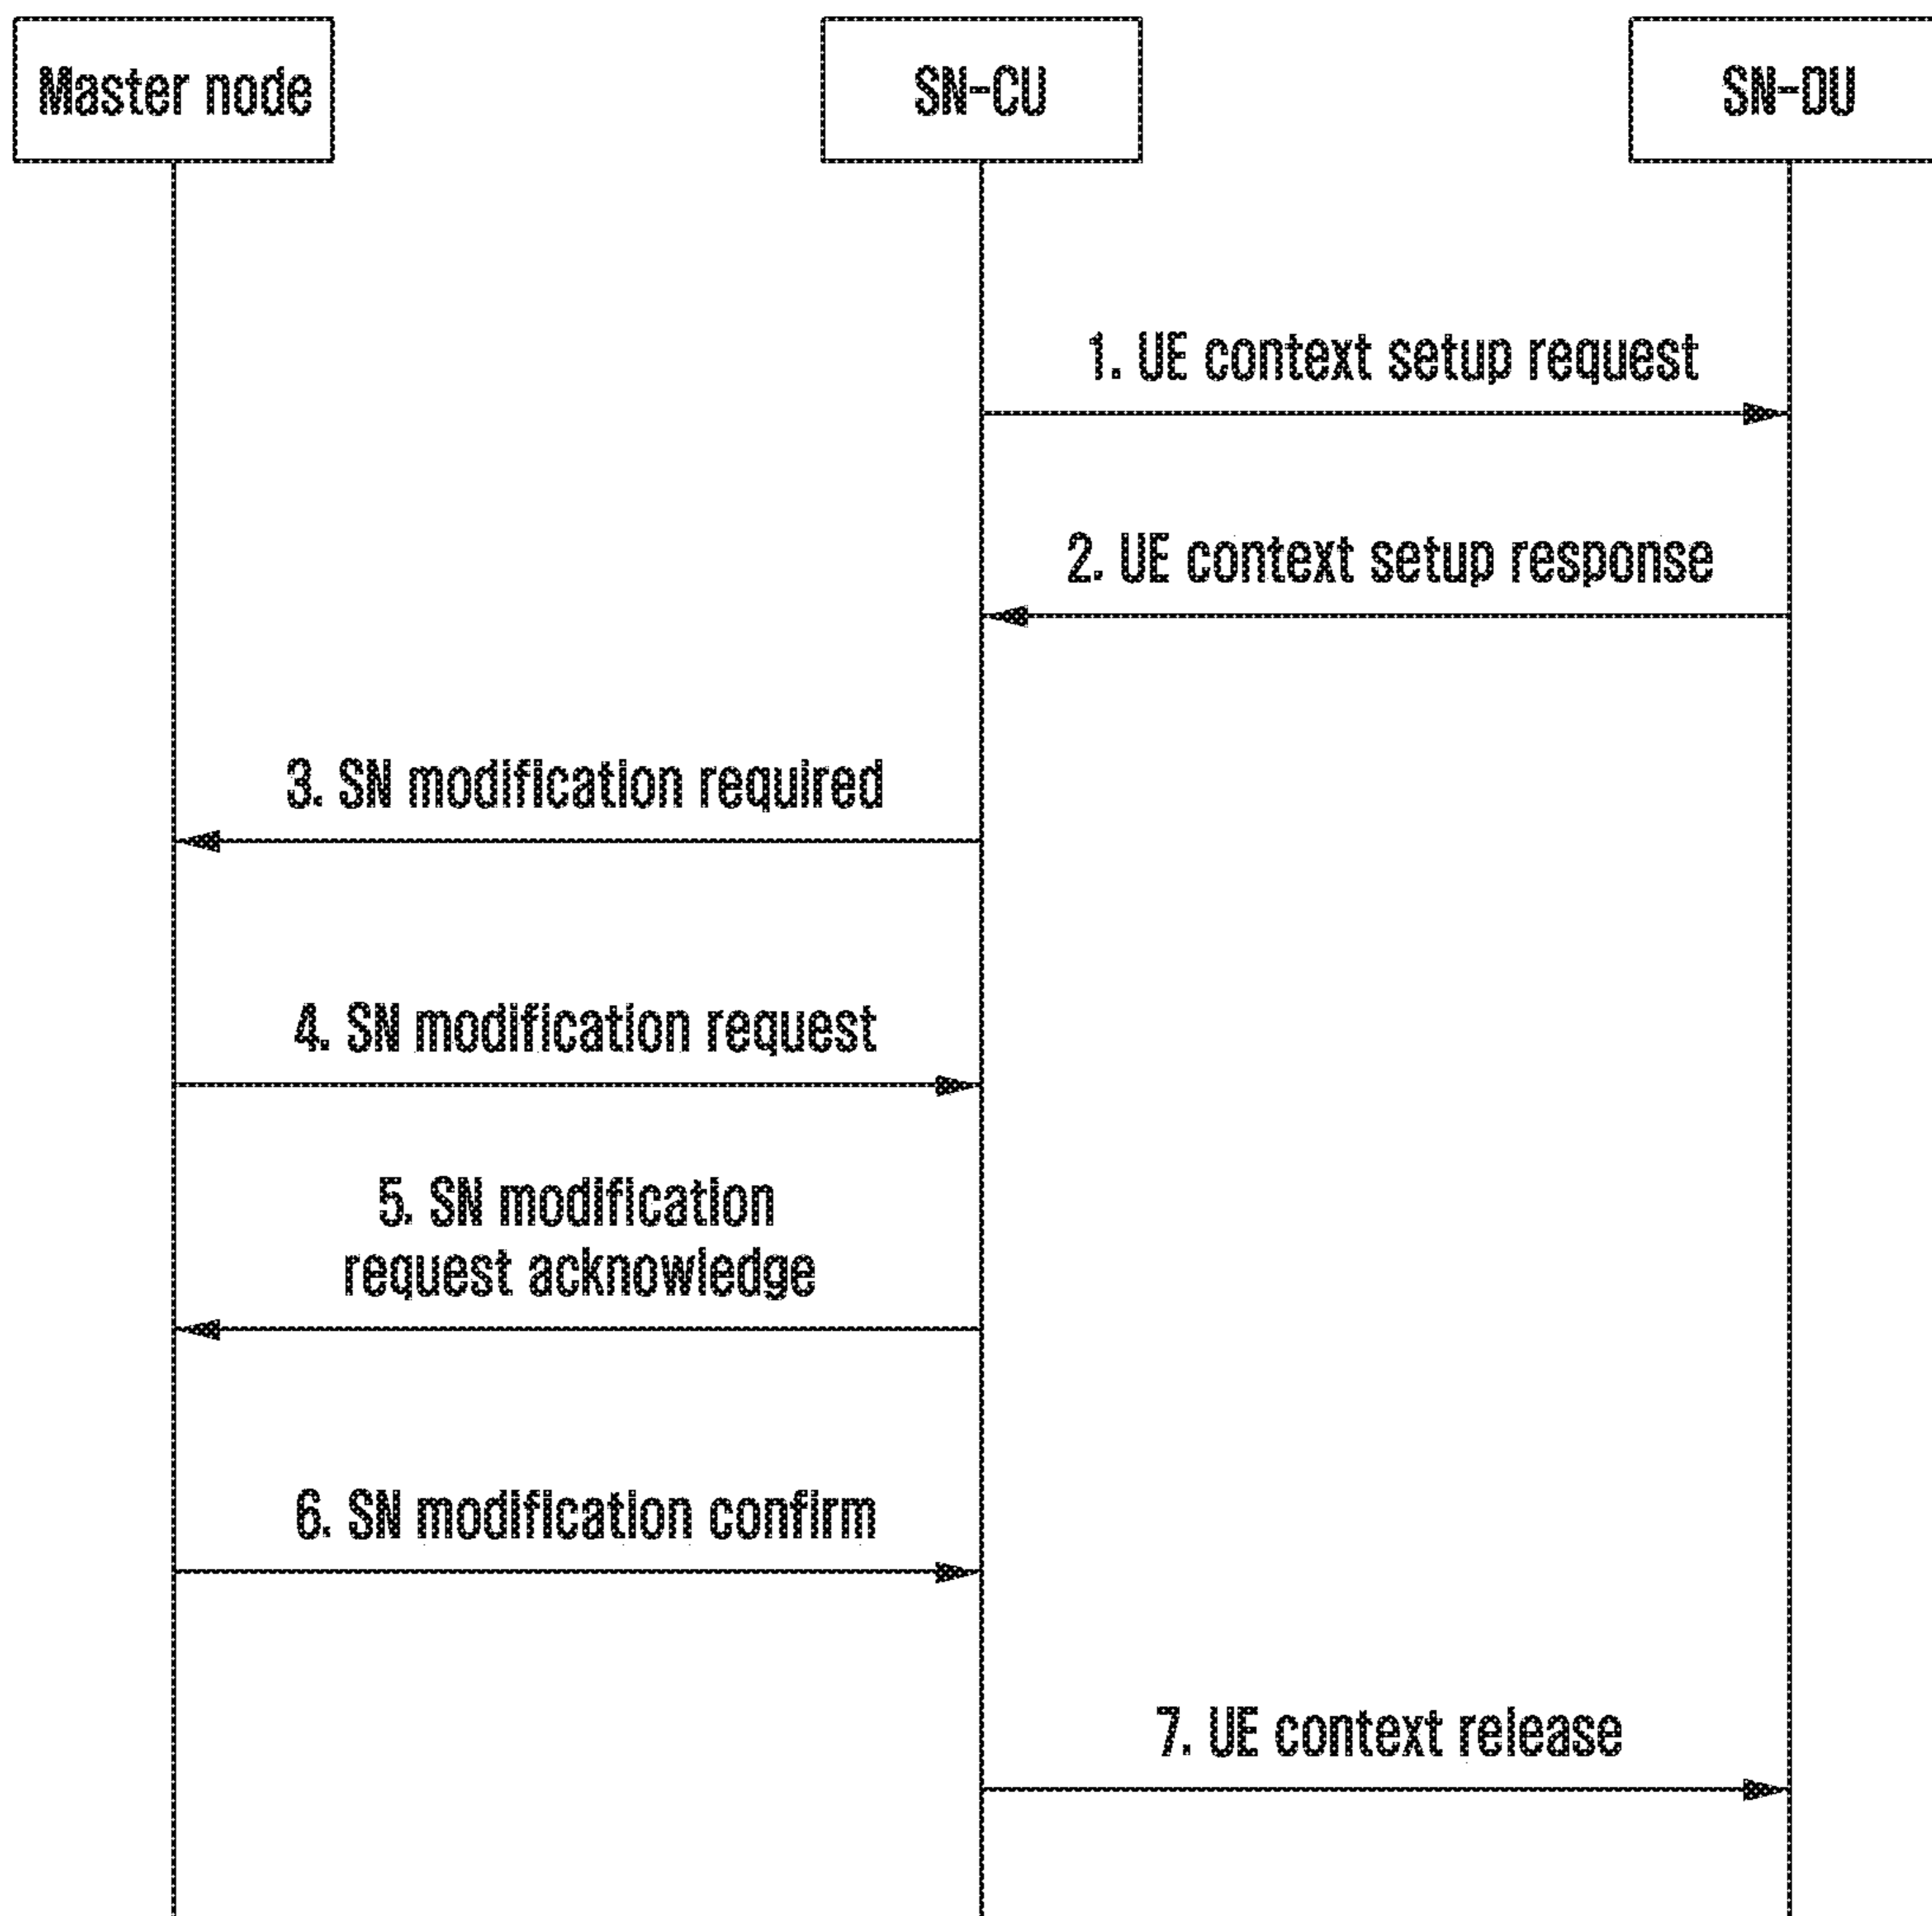 Master node
SN-CU
SN-DU
1. UE context setup request
2. UE context setup response
3. SN modification required
4. SN modification request
5. SN modification
request acknowledge
6. SN modification confirm
7. UE context release